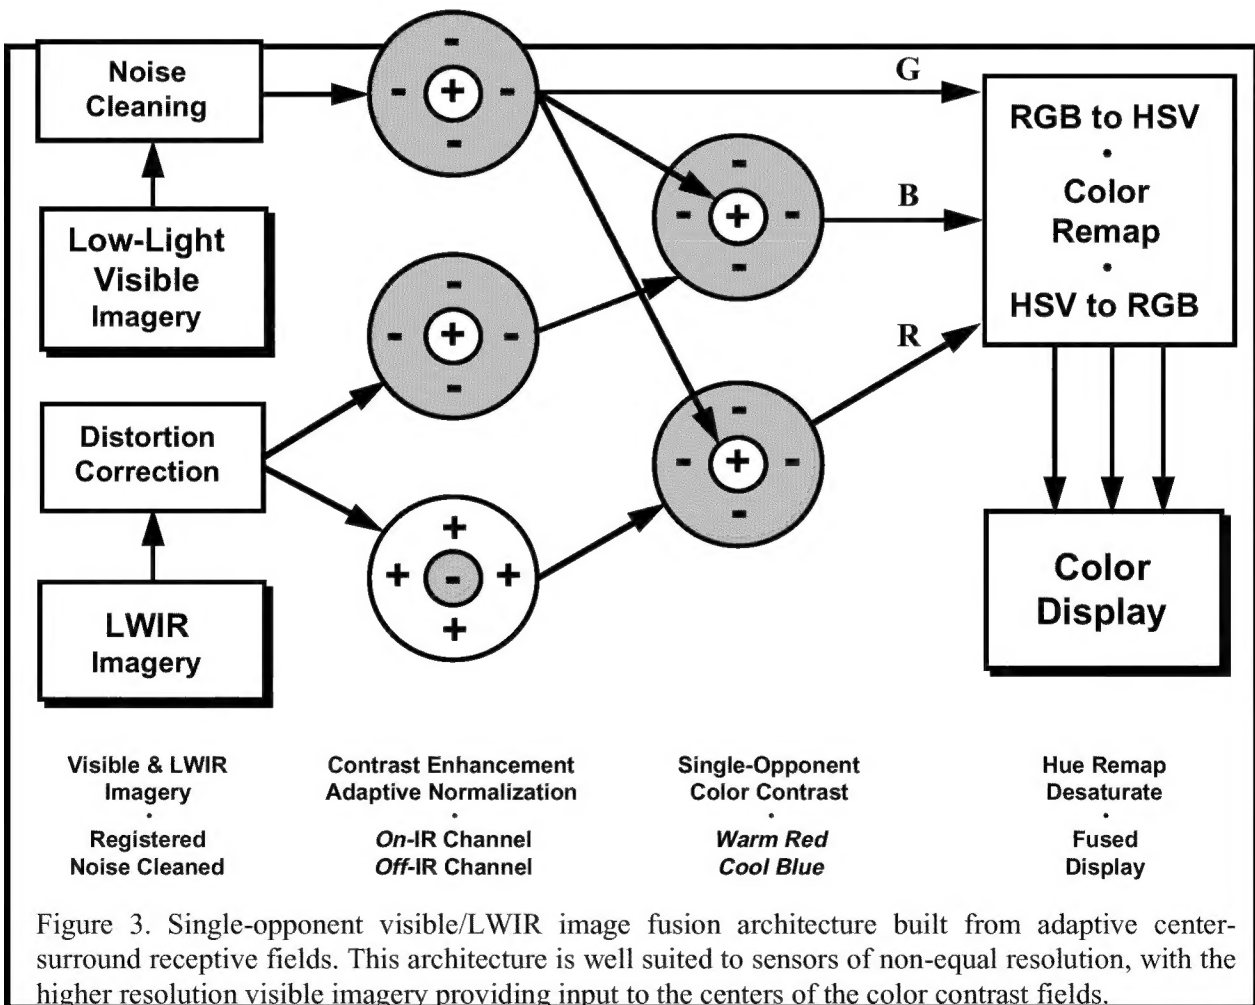 Noise
Cleaning
Low-Light
Visible
Imagery
Distortion
Correction
LWIR
Imagery
-
- + -
-
-
- + -
-
+
+ - +
+
-
- + -
-
-
- + -
-
G
B
R
RGB to HSV
•
Color
Remap
•
HSV to RGB
Color
Display
Visible & LWIR
Imagery
•
Registered
Noise Cleaned
Contrast Enhancement
Adaptive Normalization
•
On-IR Channel
Off-IR Channel
Single-Opponent
Color Contrast
•
Warm Red
Cool Blue
Hue Remap
Desaturate
•
Fused
Display
Figure 3. Single-opponent visible/LWIR image fusion architecture built from adaptive center-
surround receptive fields. This architecture is well suited to sensors of non-equal resolution, with the
higher resolution visible imagery providing input to the centers of the color contrast fields.